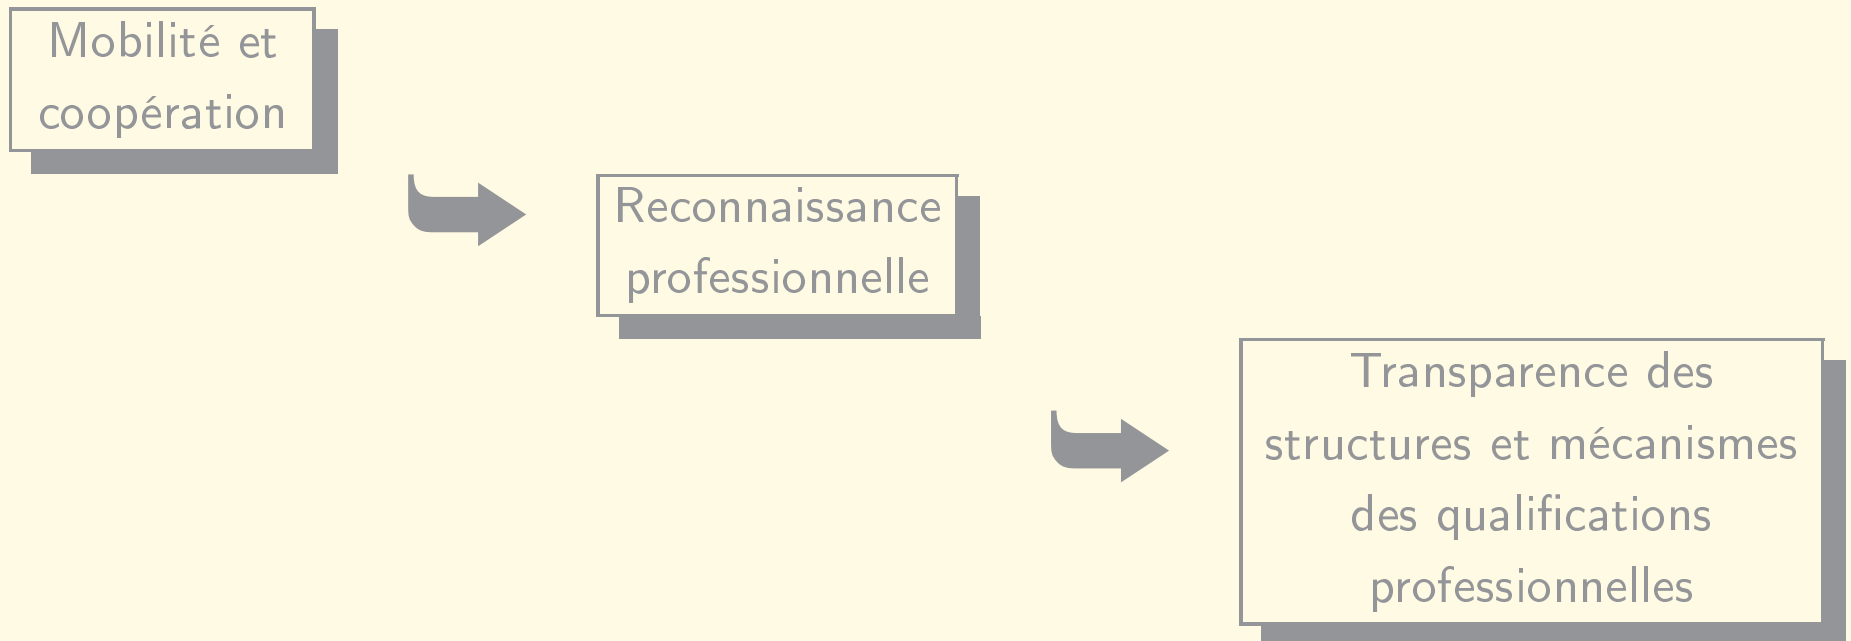 Mobilité et
coopération
Reconnaissance
professionnelle
Transparence des
structures et mécanismes
des qualifications
professionnelles